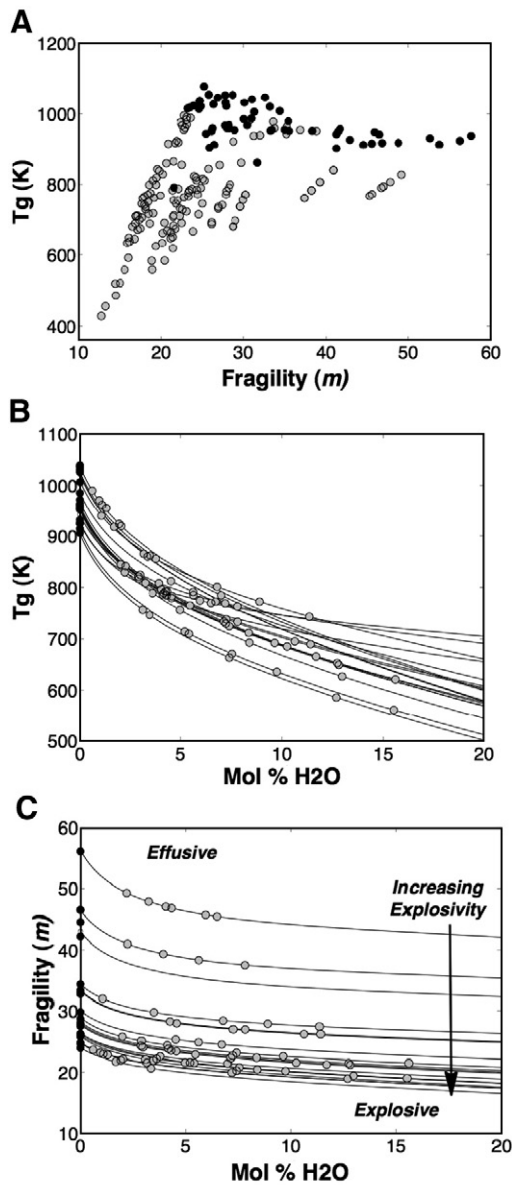 A
1200
1000
800
600
400
Tg (K)
10 20 30 40 50 60
Fragility (m)
B
1100
1000
900
800
700
600
500
Tg (K)
0 5 10 15 20
Mol % H2O
C
60
50
40
30
20
10
Fragility (m)
Effusive
Increasing
Explosivity
Explosive
0 5 10 15 20
Mol % H2O